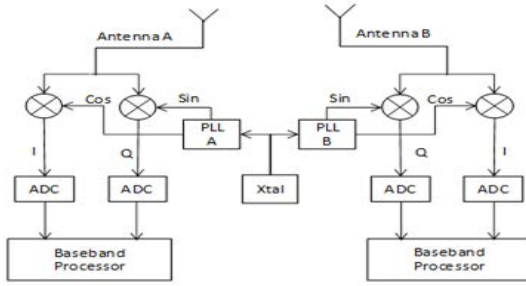 Antenna A
Antenna B
Cos
Sin
Sin
Cos
PLL
A
PLL
B
I
Q
Q
I
ADC
ADC
Xtal
ADC
ADC
Baseband
Processor
Baseband
Processor